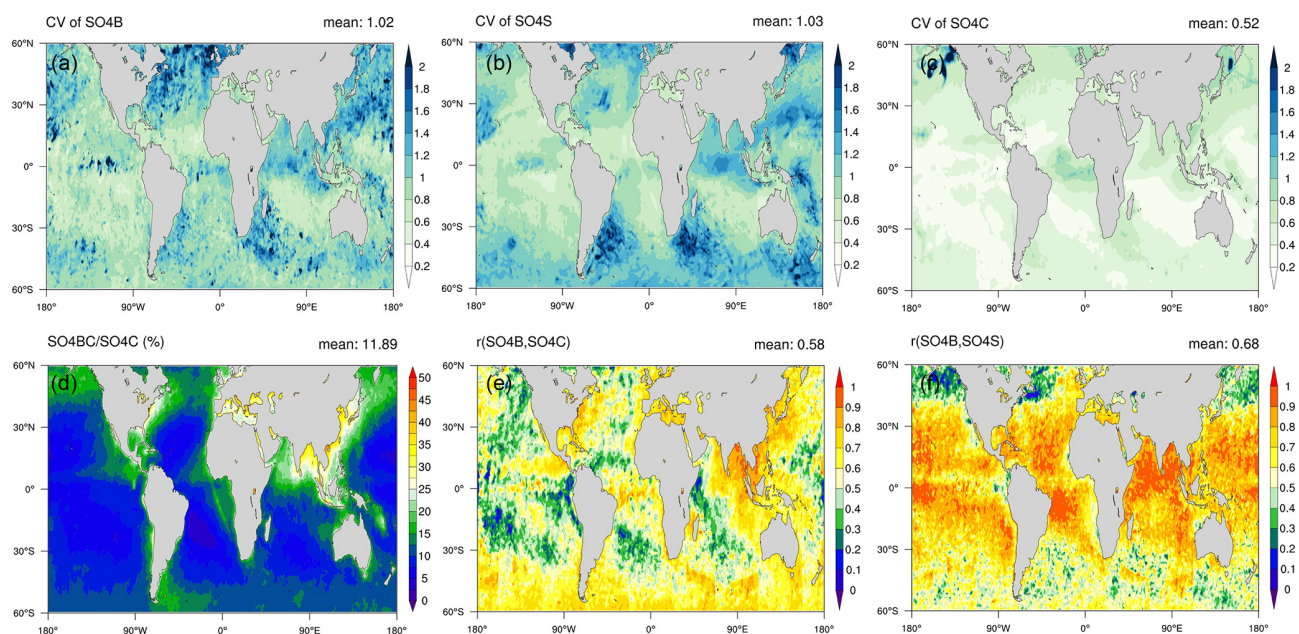 CV of SO4B mean: 1.02
(a)
60°N
30°N
0°
30°S
60°S
180° 90°W 0° 90°E 180°
2
1.8
1.6
1.4
1.2
1
0.8
0.6
0.4
0.2
CV of SO4S mean: 1.03
(b)
60°N
30°N
0°
30°S
60°S
180° 90°W 0° 90°E 180°
2
1.8
1.6
1.4
1.2
1
0.8
0.6
0.4
0.2
CV of SO4C mean: 0.52
(c)
60°N
30°N
0°
30°S
60°S
180° 90°W 0° 90°E 180°
2
1.8
1.6
1.4
1.2
1
0.8
0.6
0.4
0.2
SO4BC/SO4C (%) mean: 11.89
(d)
60°N
30°N
0°
30°S
60°S
180° 90°W 0° 90°E 180°
50
45
40
35
30
25
20
15
10
5
0
r(SO4B,SO4C) mean: 0.58
(e)
60°N
30°N
0°
30°S
60°S
180° 90°W 0° 90°E 180°
1
0.9
0.8
0.7
0.6
0.5
0.4
0.3
0.2
0.1
0
r(SO4B,SO4S) mean: 0.68
(f)
60°N
30°N
0°
30°S
60°S
180° 90°W 0° 90°E 180°
1
0.9
0.8
0.7
0.6
0.5
0.4
0.3
0.2
0.1
0